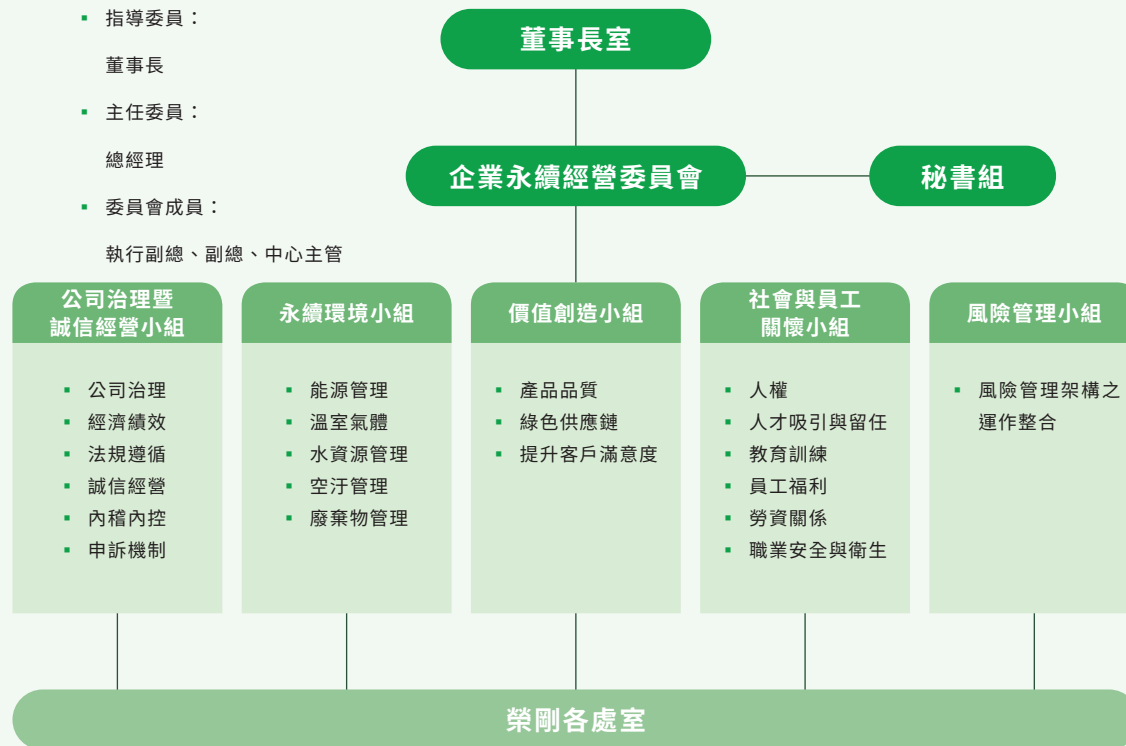 ▪ 指導委員：
董事長
▪ 主任委員：
總經理
▪ 委員會成員：
執行副總、副總、中心主管
董事長室
企業永續經營委員會
秘書組
公司治理暨
誠信經營小組
▪ 公司治理
▪ 經濟績效
▪ 法規遵循
▪ 誠信經營
▪ 內稽內控
▪ 申訴機制
永續環境小組
▪ 能源管理
▪ 溫室氣體
▪ 水資源管理
▪ 空汙管理
▪ 廢棄物管理
價值創造小組
▪ 產品品質
▪ 綠色供應鏈
▪ 提升客戶滿意度
社會與員工
關懷小組
▪ 人權
▪ 人才吸引與留任
▪ 教育訓練
▪ 員工福利
▪ 勞資關係
▪ 職業安全與衛生
風險管理小組
▪ 風險管理架構之
運作整合
榮剛各處室